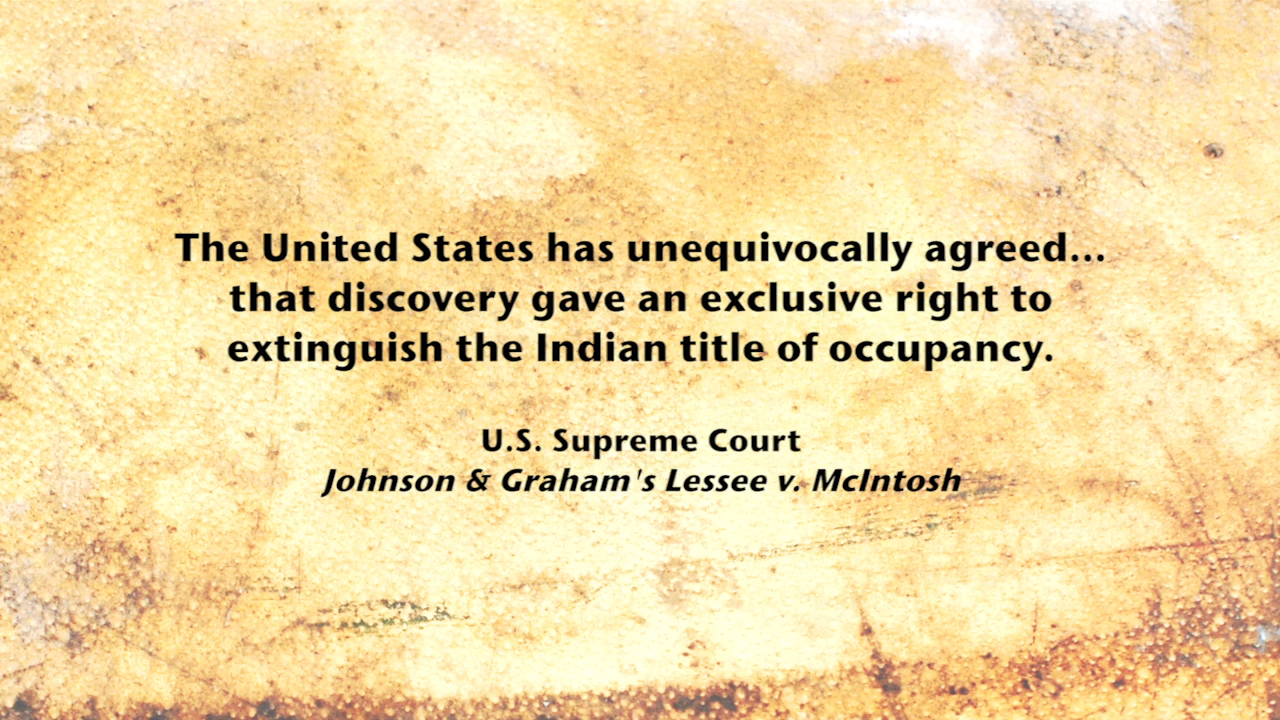 The United States has unequivocally agreed...
that discovery gave an exclusive right to
extinguish the Indian title of occupancy.
U.S. Supreme Court
Johnson & Graham's Lessee v. McIntosh